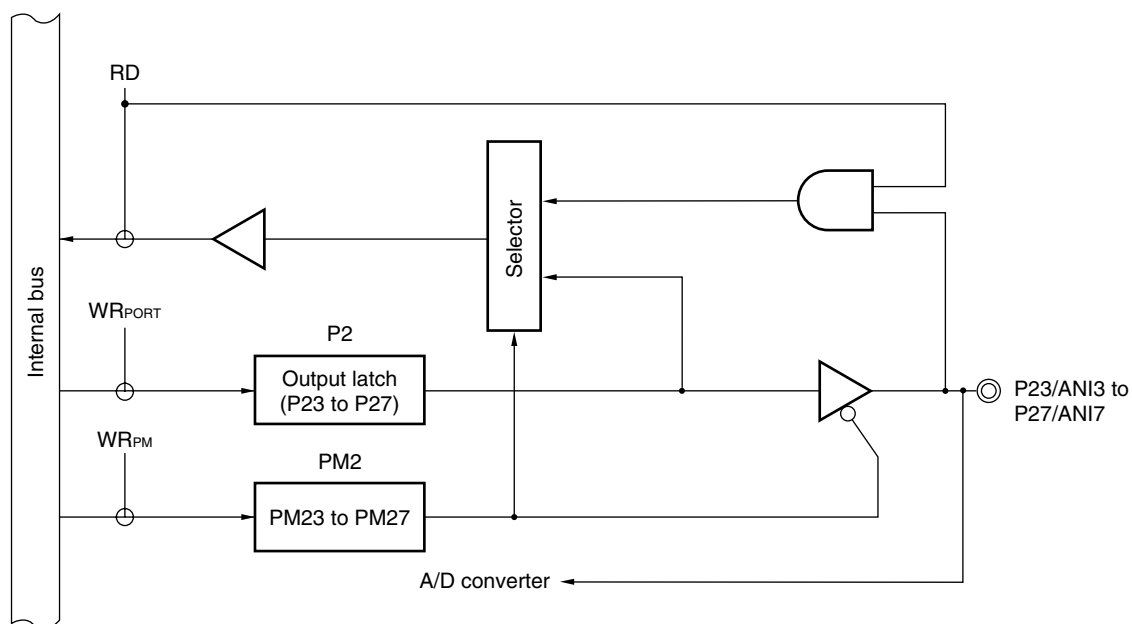 RD
Selector
Internal bus
WRPORT
P2
Output latch
(P23 to P27)
P23/ANI3 to
P27/ANI7
WRPM
PM2
PM23 to PM27
A/D converter